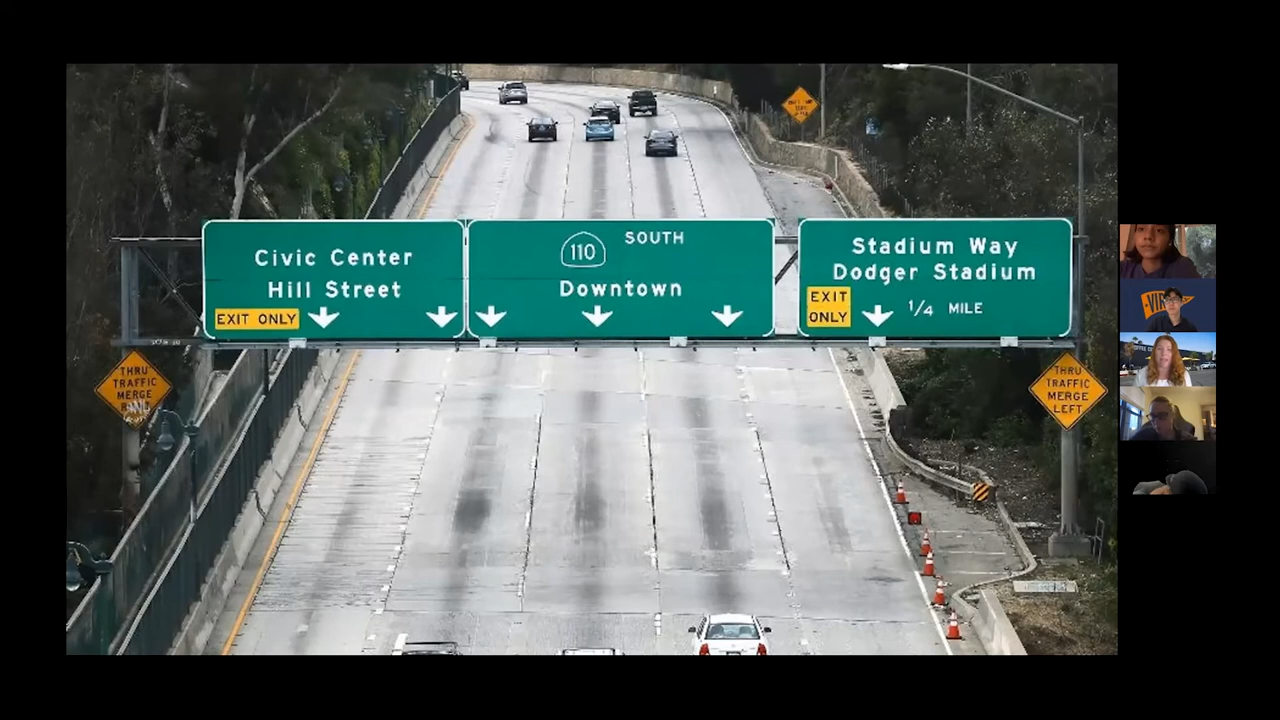 Civic Center
Hill Street
EXIT ONLY
110 SOUTH
Downtown
Stadium Way
Dodger Stadium
EXIT
ONLY
1/4 MILE
THRU
TRAFFIC
MERGE
THRU
TRAFFIC
MERGE
LEFT